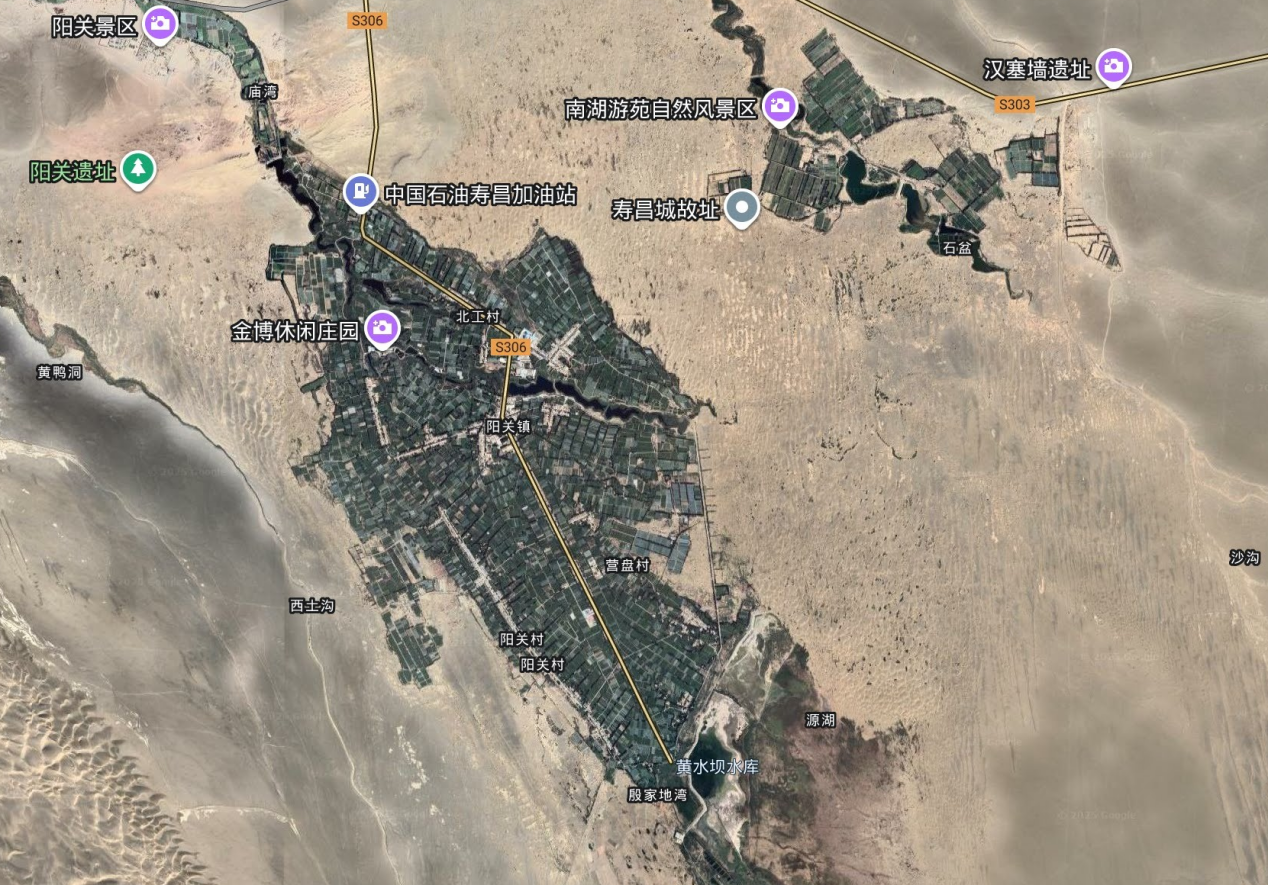 阳关景区
S306
汉塞墙遗址
庙湾
S303
南湖游苑自然风景区
阳关遗址
中国石油寿昌加油站
寿昌城故址
石盆
北工村
金博休闲庄园
S306
黄鸭洞
阳关镇
沙沟
营盘村
西土沟
阳关村
阳关村
源湖
黄水坝水库
殷家地湾